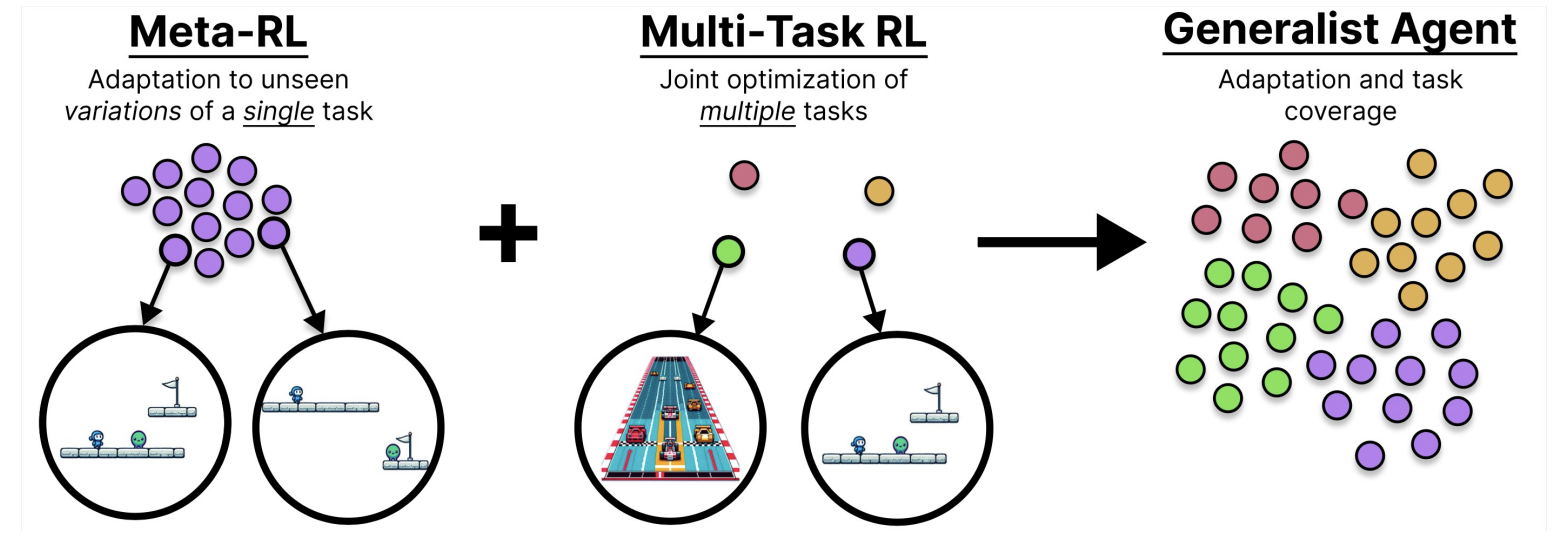 Meta-RL
Adaptation to unseen
variations of a single task
Multi-Task RL
Joint optimization of
multiple tasks
Generalist Agent
Adaptation and task
coverage